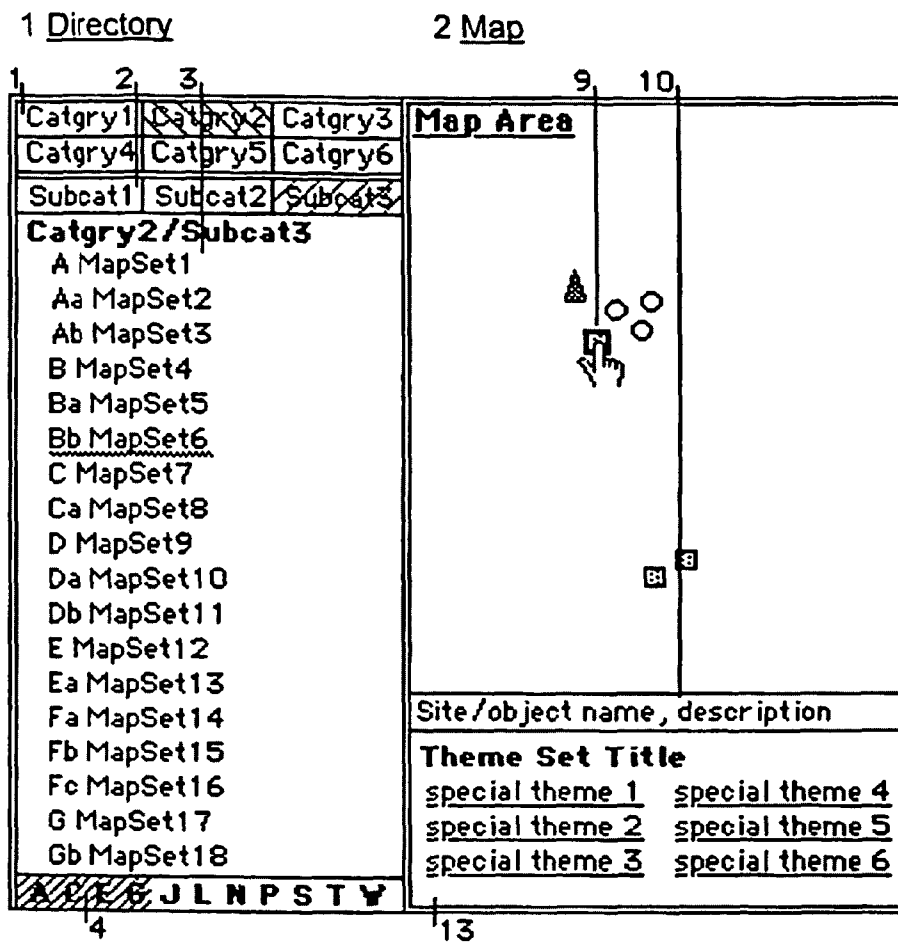 1 Directory
2 Map
1 2 3 9 10
Catgry1 Catgry2 Catgry3
Catgry4 Catgry5 Catgry6
Subcat1 Subcat2 Subcat3
Catgry2/Subcat3
A MapSet1
Aa MapSet2
Ab MapSet3
B MapSet4
Ba MapSet5
Bb MapSet6
C MapSet7
Ca MapSet8
D MapSet9
Da MapSet10
Db MapSet11
E MapSet12
Ea MapSet13
Fa MapSet14
Fb MapSet15
Fc MapSet16
G MapSet17
Gb MapSet18
A C E G J L N P S T W
4
Map Area
Site/object name, description
Theme Set Title
special theme 1 special theme 4
special theme 2 special theme 5
special theme 3 special theme 6
13